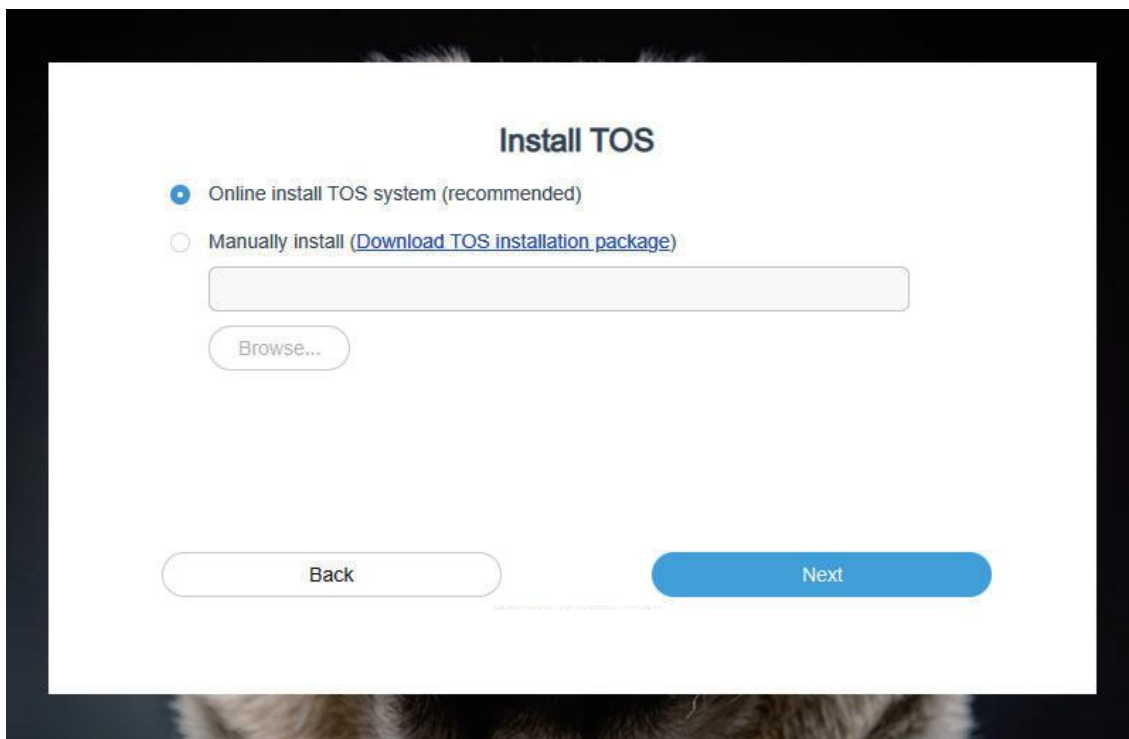 Install TOS
Online install TOS system (recommended)
Manually install (Download TOS installation package)
Browse...
Back
Next